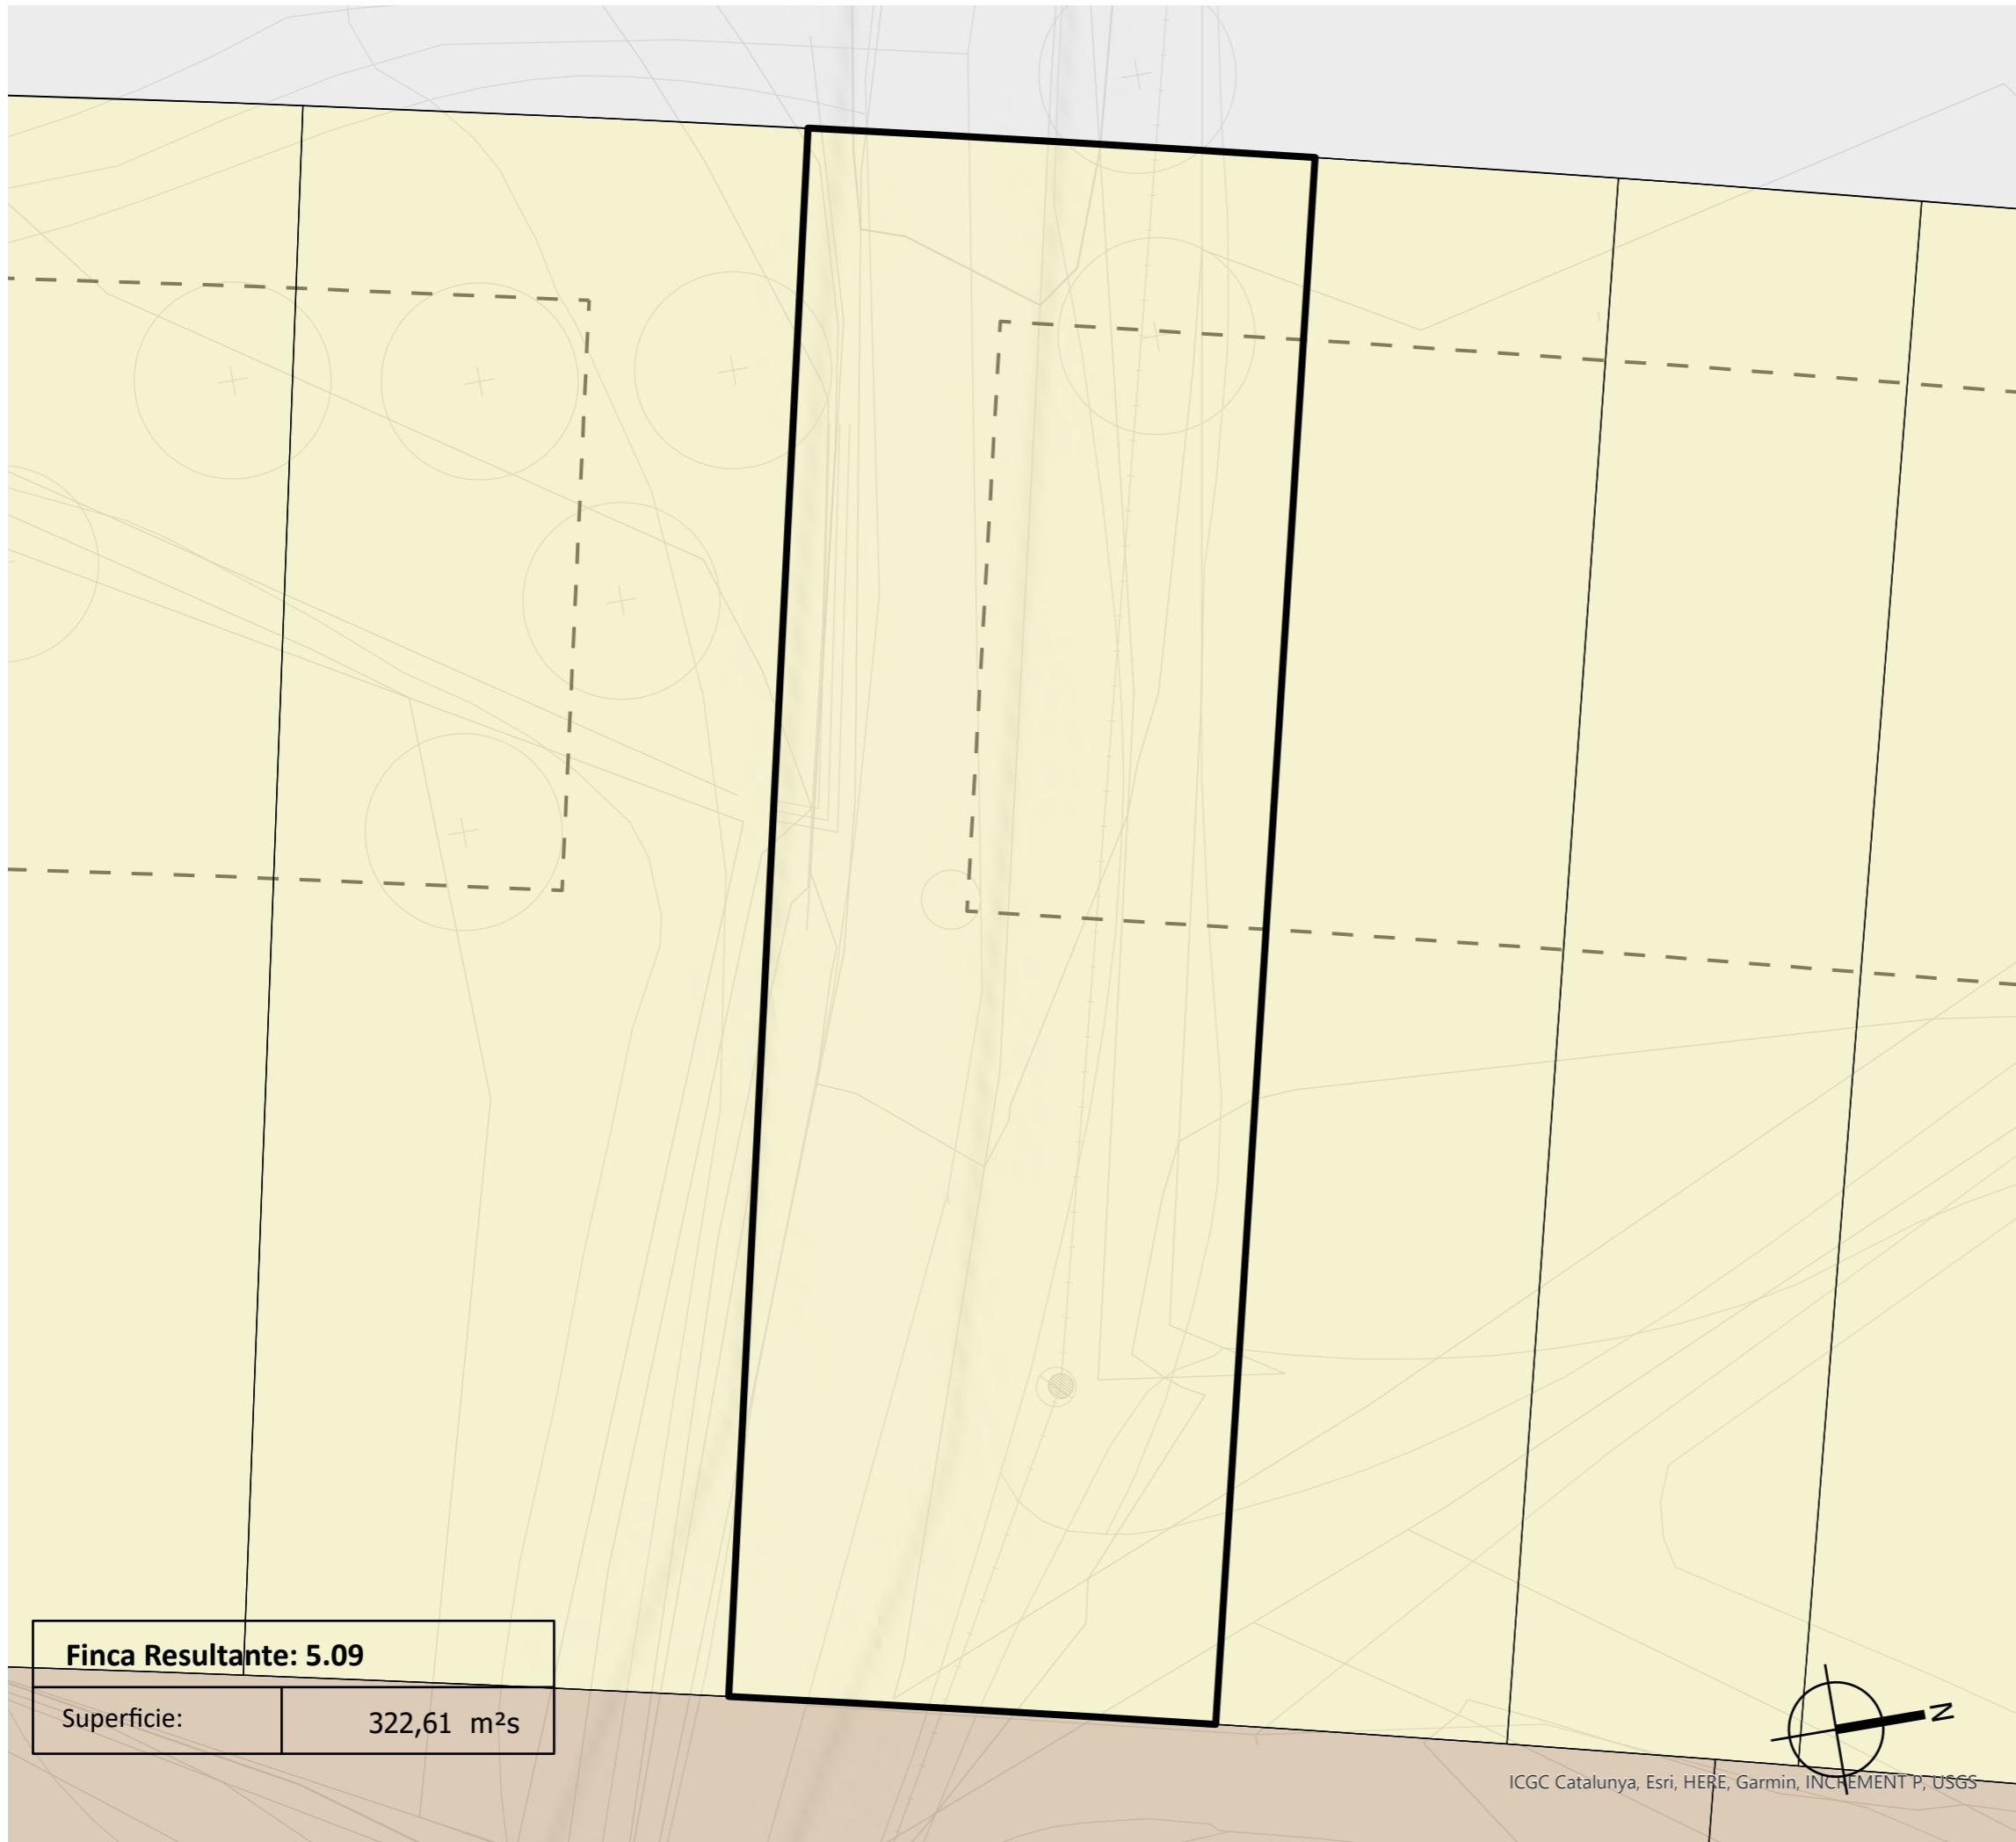 Finca Resultante: 5.09
Superficie: 322,61 m²s
N
ICGC Catalunya, Esri, HERE, Garmin, INCREMENT P, USGS